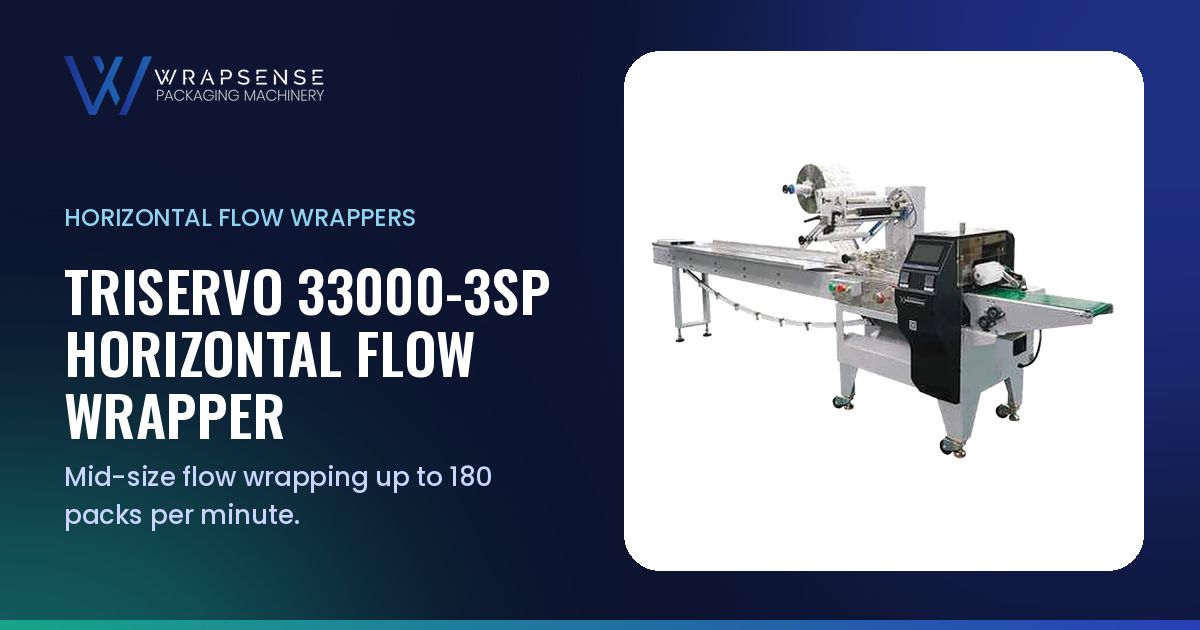 WRAPSENSE
PACKAGING MACHINERY
HORIZONTAL FLOW WRAPPERS
TRISERVO 33000-3SP
HORIZONTAL FLOW
WRAPPER
Mid-size flow wrapping up to 180
packs per minute.